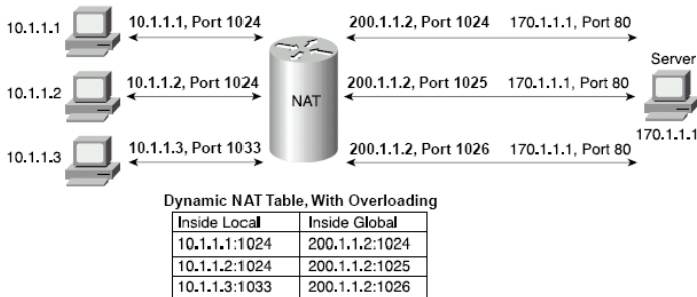 10.1.1.1
10.1.1.1, Port 1024
200.1.1.2, Port 1024
170.1.1.1, Port 80
Server
10.1.1.2
10.1.1.2, Port 1024
NAT
200.1.1.2, Port 1025
170.1.1.1, Port 80
170.1.1.1
10.1.1.3
10.1.1.3, Port 1033
200.1.1.2, Port 1026
170.1.1.1, Port 80
Dynamic NAT Table, With Overloading
Inside Local Inside Global
10.1.1.1:1024 200.1.1.2:1024
10.1.1.2:1024 200.1.1.2:1025
10.1.1.3:1033 200.1.1.2:1026